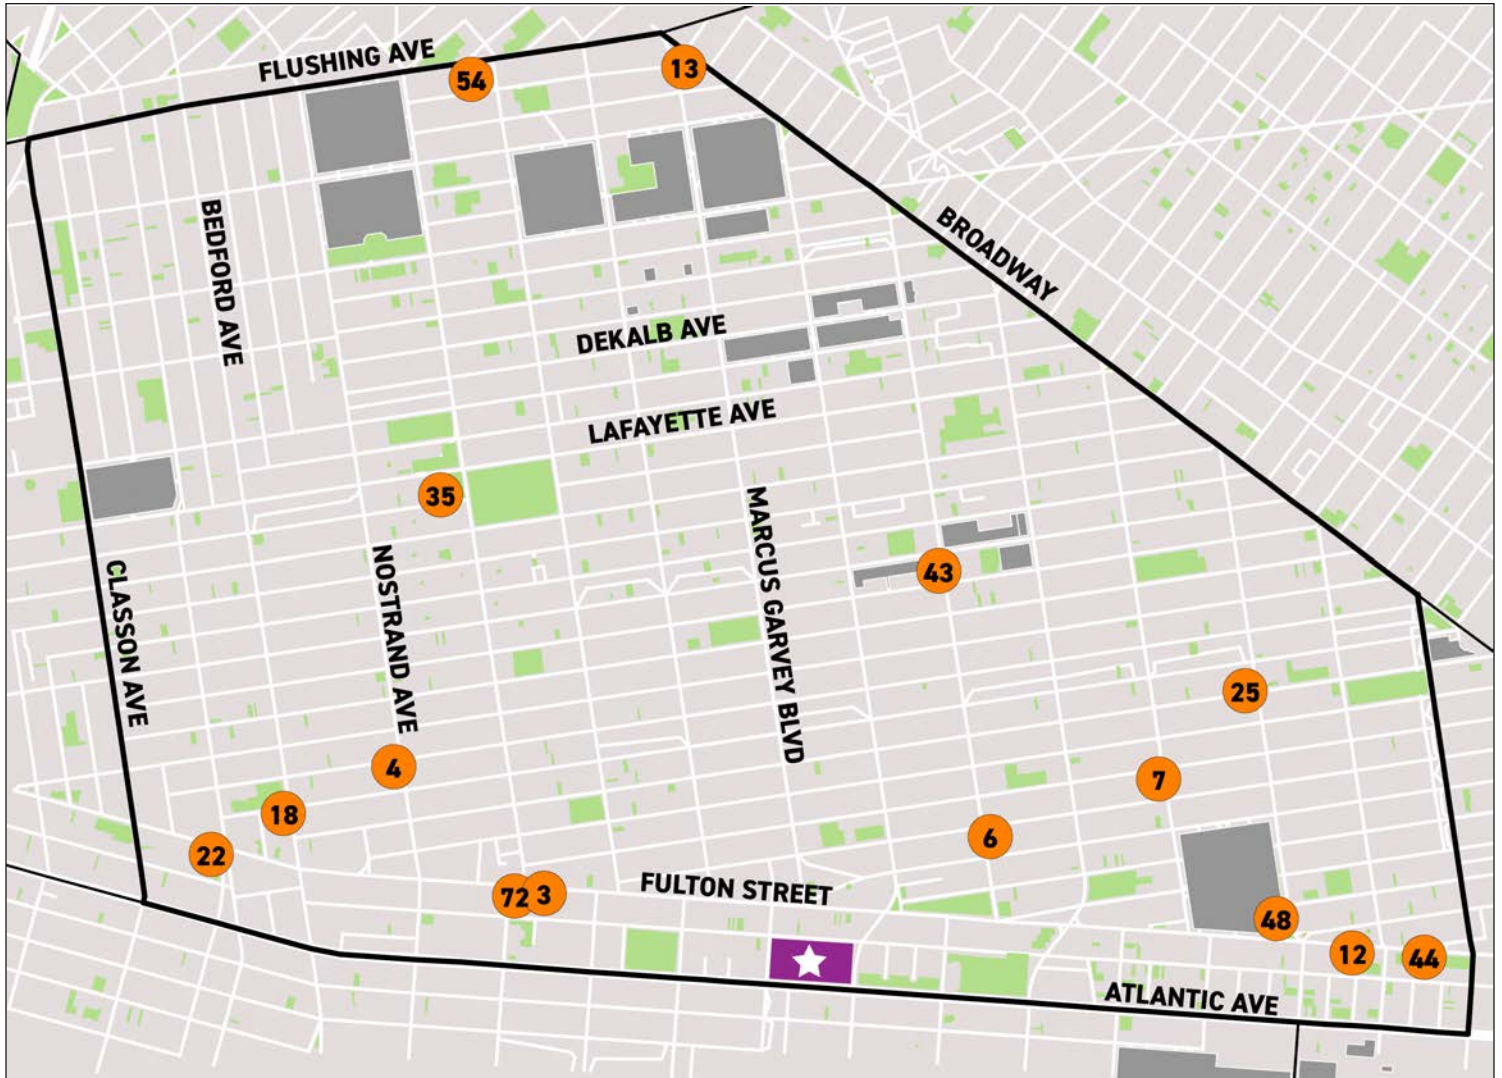 FLUSHING AVE
54
13
BEDFORD AVE
BROADWAY
DEKALB AVE
LAFAYETTE AVE
35
MARCUS GARVEY BLVD
NOSTRAND AVE
43
CLASSON AVE
25
4
7
18
6
22
72
3
FULTON STREET
48
12
44
ATLANTIC AVE